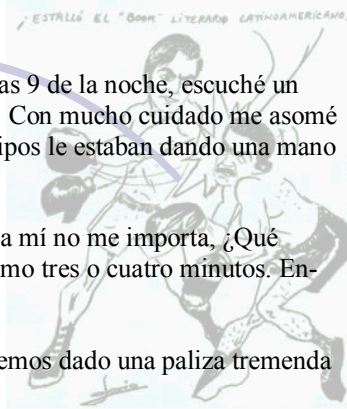 ¡ESTALLÓ EL "BOOM" LITERARIO LATINOAMERICANO.
as 9 de la noche, escuché un
Con mucho cuidado me asomé
ipos le estaban dando una mano
a mí no me importa, ¿Qué
mo tres o cuatro minutos. En-
emos dado una paliza tremenda